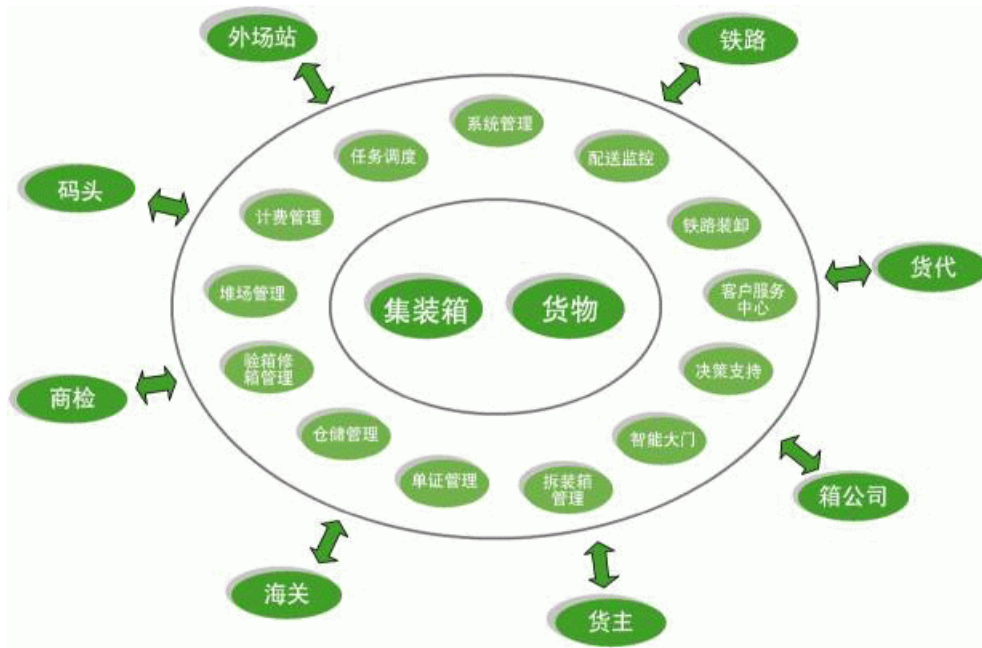 外场站
铁路
系统管理
任务调度
配送监控
码头
计费管理
铁路装卸
货代
堆场管理
集装箱
货物
客户服务
中心
验箱修
箱管理
决策支持
商检
仓储管理
智能大门
单证管理
拆装箱
管理
箱公司
海关
货主